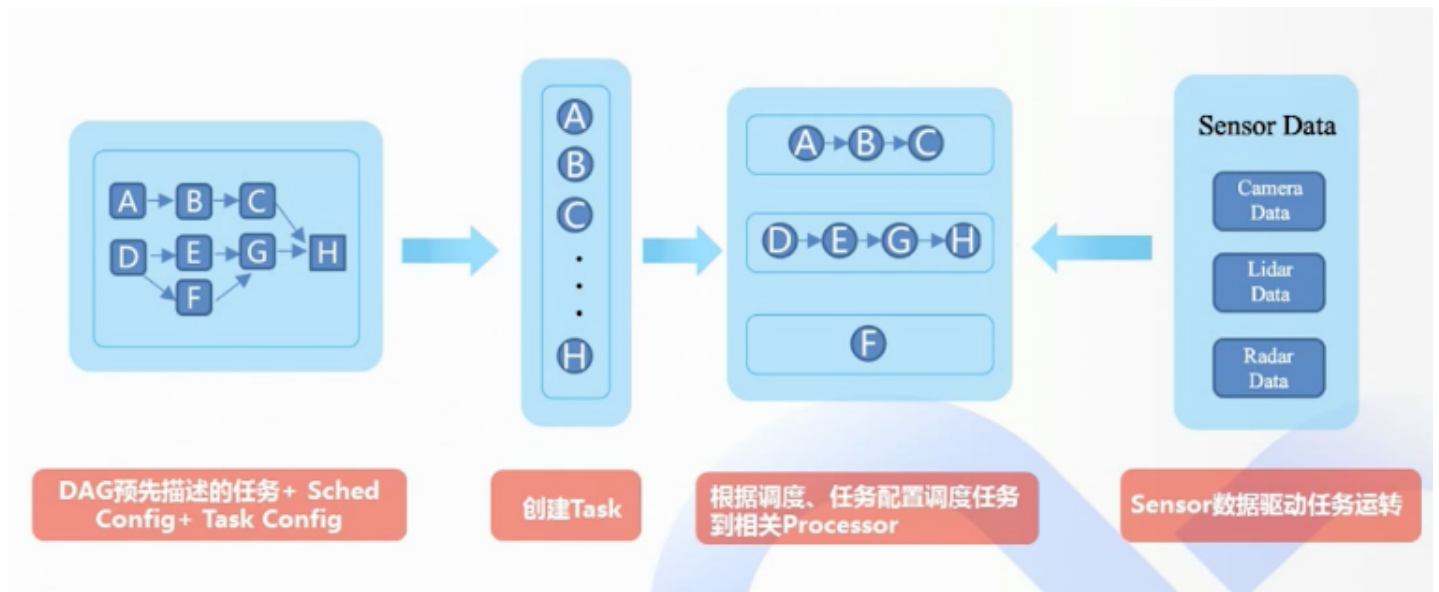 A B C
D E G H
F
A
B
C
H
A B C
D E G H
F
Sensor Data
Camera
Data
Lidar
Data
Radar
Data
DAG预先描述的任务+ Sched
Config+ Task Config
创建Task
根据调度、任务配置调度任务
到相关Processor
Sensor数据驱动任务运转